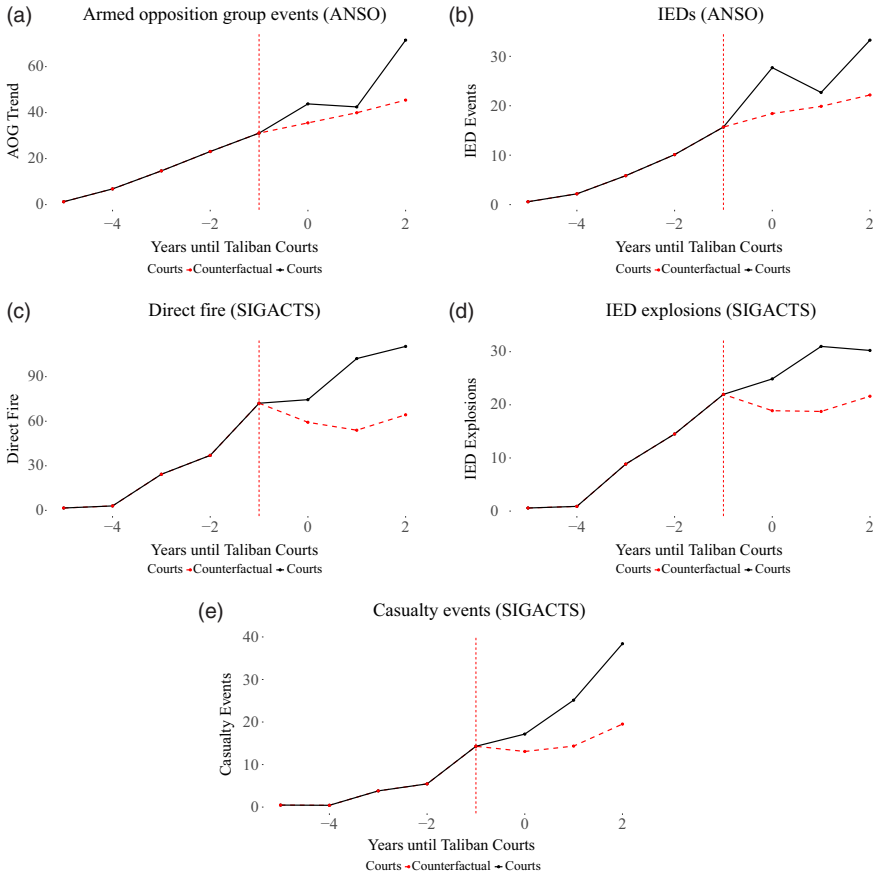 (a) Armed opposition group events (ANSO)
AOG Trend
60
40
20
0
−4 −2 0 2
Years until Taliban Courts
Courts Counterfactual Courts
(b) IEDs (ANSO)
IED Events
30
20
10
0
−4 −2 0 2
Years until Taliban Courts
Courts Counterfactual Courts
(c) Direct fire (SIGACTS)
Direct Fire
90
60
30
0
−4 −2 0 2
Years until Taliban Courts
Courts Counterfactual Courts
(d) IED explosions (SIGACTS)
IED Explosions
30
20
10
0
−4 −2 0 2
Years until Taliban Courts
Courts Counterfactual Courts
(e) Casualty events (SIGACTS)
Casualty Events
40
30
20
10
0
−4 −2 0 2
Years until Taliban Courts
Courts Counterfactual Courts